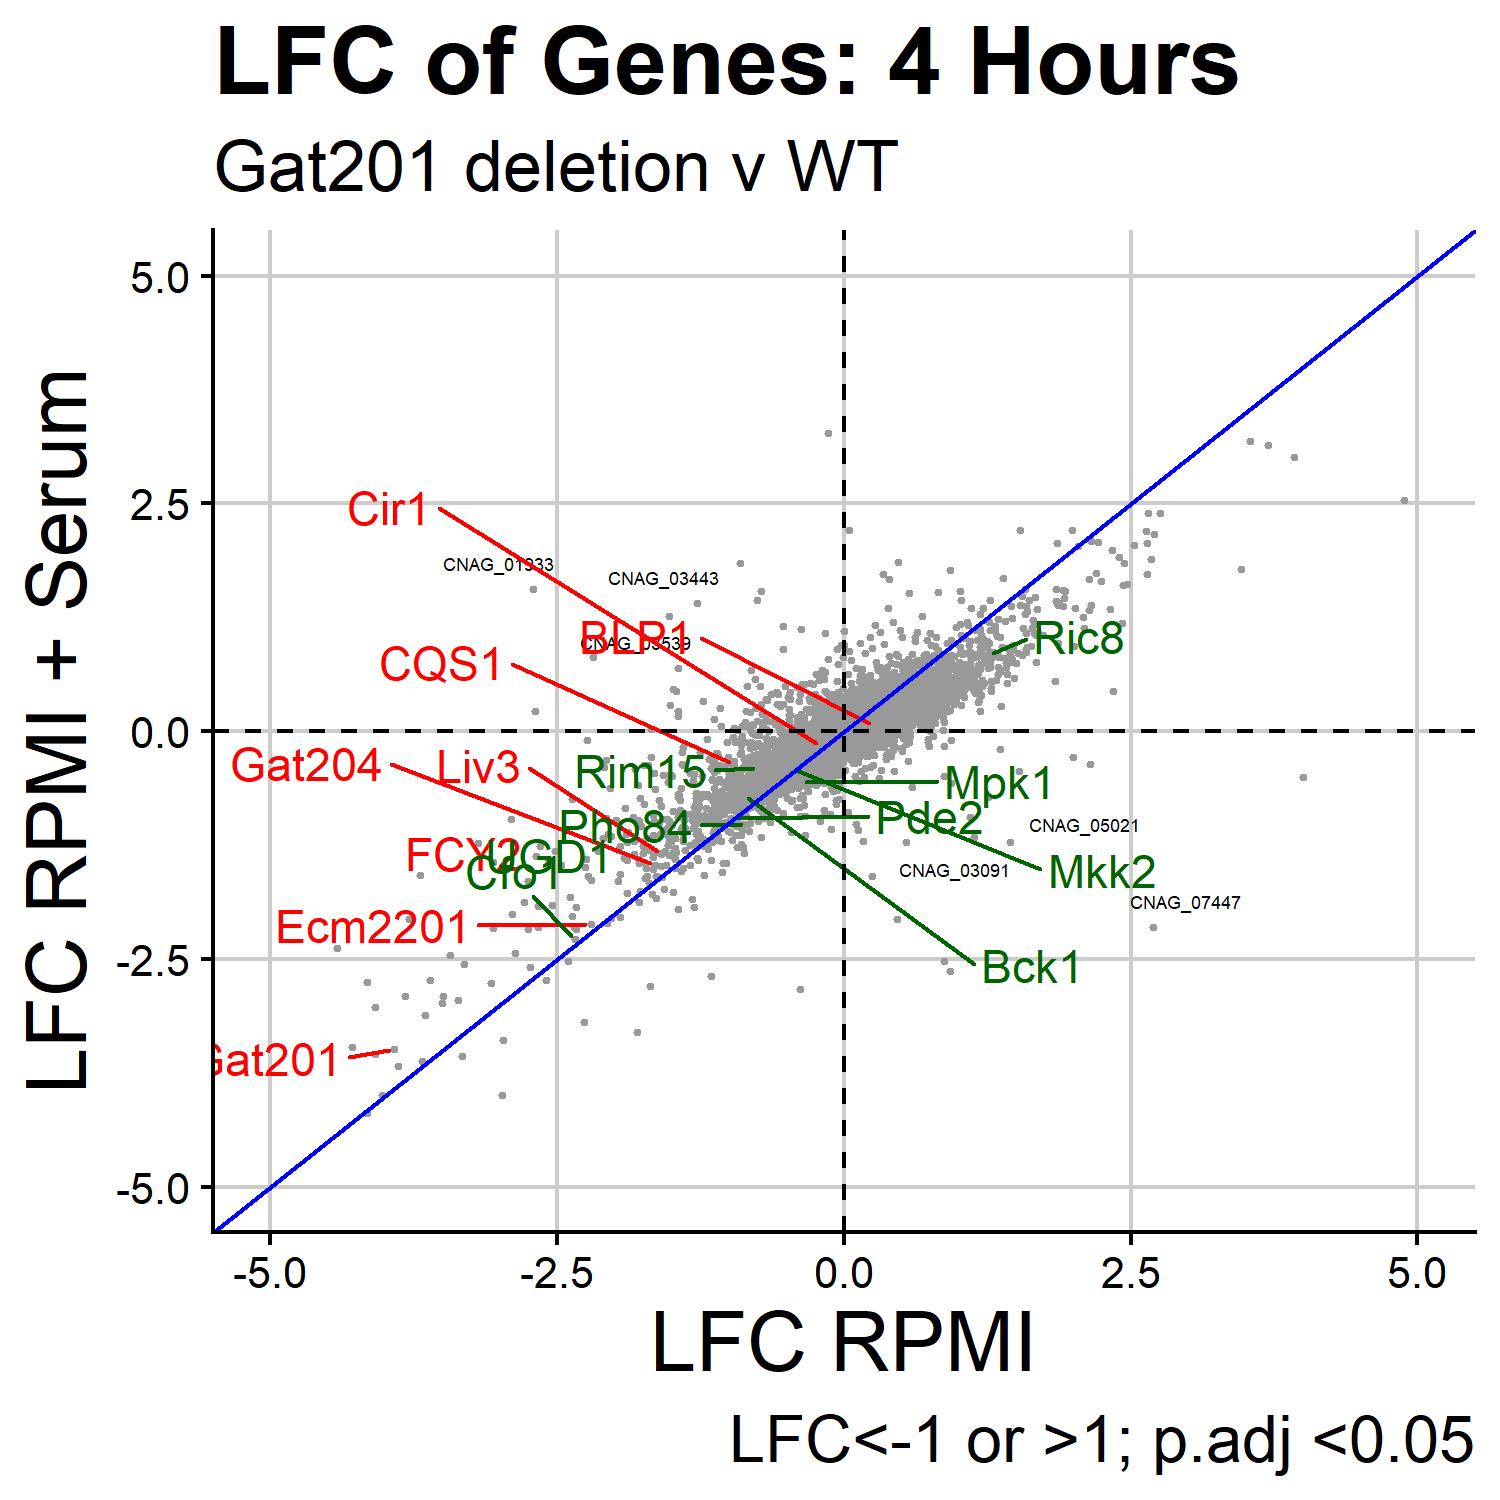 LFC of Genes: 4 Hours
Gat201 deletion v WT
LFC RPMI + Serum
5.0
2.5
0.0
-2.5
-5.0
Cir1
CNAG_01933
CNAG_03443
BLP1
CNAG_03539
Ric8
CQS1
Gat204
Liv3
Rim15
Mpk1
Pho84
Pde2
CNAG_05021
FCY2
UGD1
Cfo1
CNAG_03091
Mkk2
CNAG_07447
Ecm2201
Bck1
Gat201
-5.0
-2.5
0.0
2.5
5.0
LFC RPMI
LFC<-1 or >1; p.adj <0.05